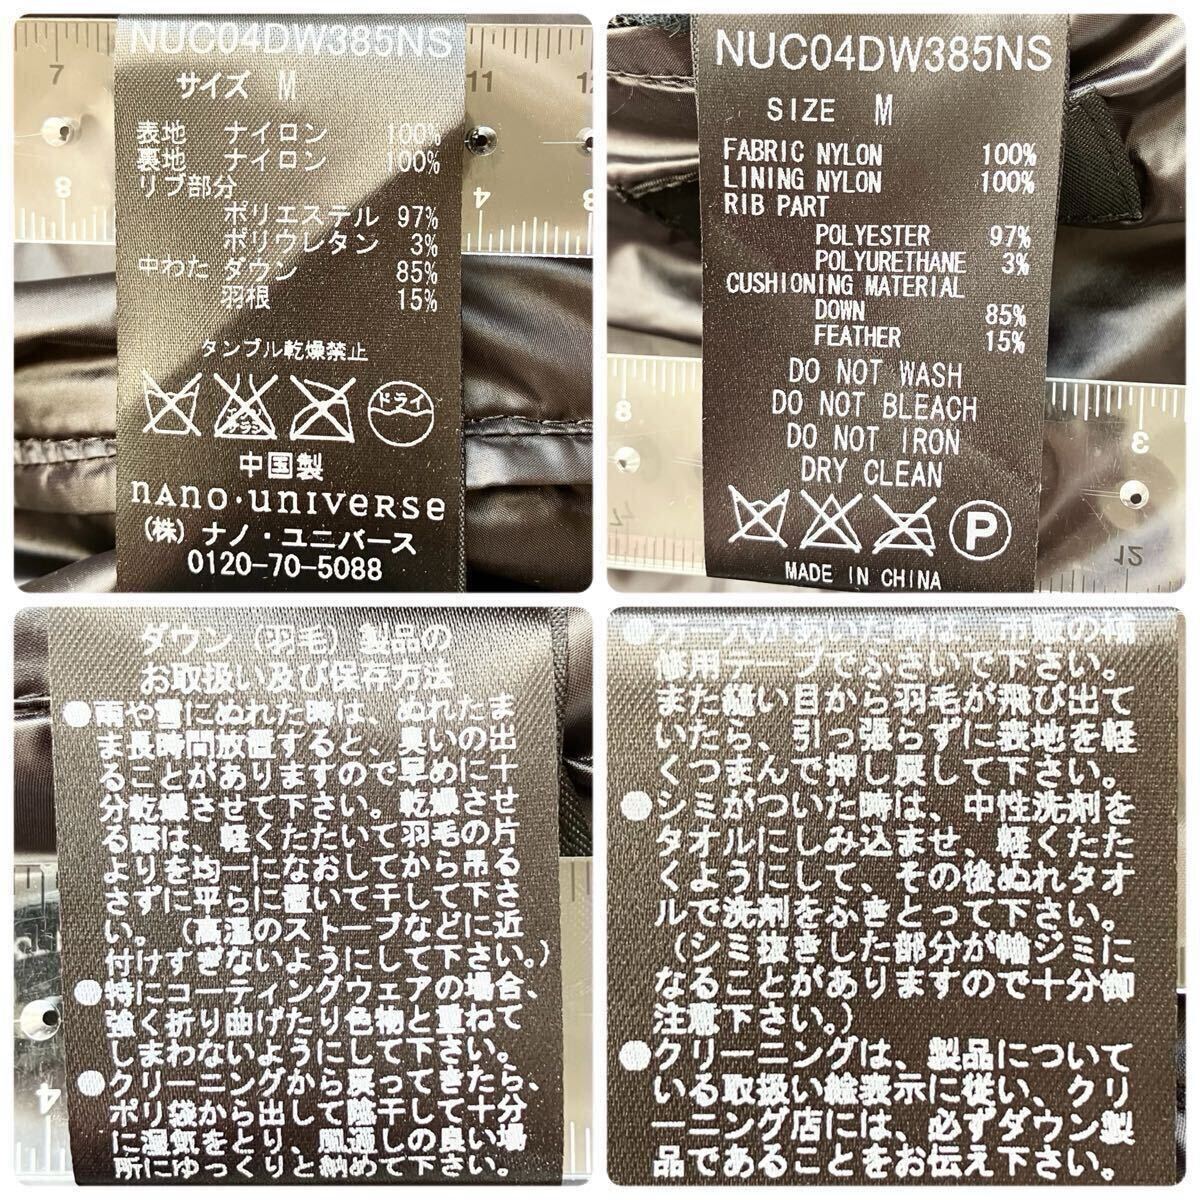 NUC04DW385NS
サイズ M
表地 ナイロン 100%
裏地 ナイロン 100%
リブ部分
ポリエステル 97%
ポリウレタン 3%
中わた ダウン 85%
羽根 15%
タンブル乾燥禁止
ドライ
中国製
nano・universe
(株) ナノ・ユニバース
0120-70-5088
NUC04DW385NS
SIZE M
FABRIC NYLON 100%
LINING NYLON 100%
RIB PART
POLYESTER 97%
POLYURETHANE 3%
CUSHIONING MATERIAL
DOWN 85%
FEATHER 15%
DO NOT WASH
DO NOT BLEACH
DO NOT IRON
DRY CLEAN
P
MADE IN CHINA
ダウン(羽毛)製品の
お取扱い及び保存方法
●雨や雪にぬれた時は、ぬれたま
ま長時間放置すると、臭いの出
ることがありますので早めに十
分乾燥させて下さい。乾燥させ
る際は、軽くたたいて羽毛の片
よりを均一になおしてから吊る
さずに平らに置いて干して下さ
い。(高温のストーブなどに近
付けすぎないようにして下さい。)
●特にコーティングウェアの場合、
強く折り曲げたり色物と重ねて
しまわないようにして下さい。
●クリーニングから戻ってきたら、
ポリ袋から出して陰干しして十分
に湿気をとり、風通しの良い場
所にゆっくりと納めて下さい。
●万一穴があいた時は、市販の補
修用テープでふさいで下さい。
また縫い目から羽毛が飛び出て
いたら、引っ張らずに表地を軽
くつまんで押し戻して下さい。
●シミがついた時は、中性洗剤を
タオルにしみ込ませ、軽くたた
くようにして、その後ぬれタオ
ルで洗剤をふきとって下さい。
(シミ抜きした部分が輪ジミに
なることがありますので十分御
注意下さい。)
●クリーニングは、製品につい
ている取扱い絵表示に従い、クリ
ーニング店には、必ずダウン製
品であることをお伝え下さい。